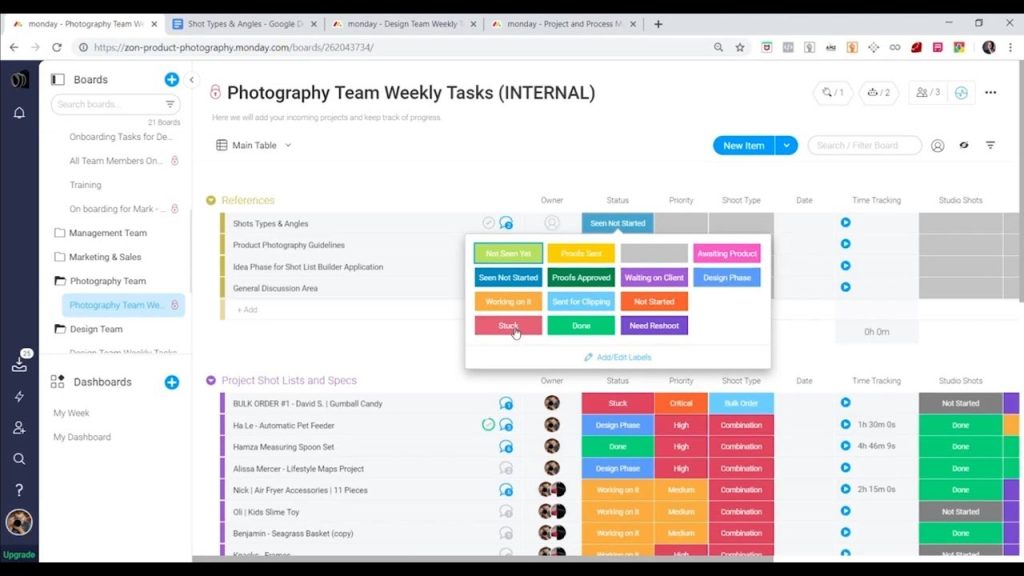 monday - Photography Team We
Shot Types & Angles - Google D
monday - Design Team Weekly T
monday - Project and Process M
https://zon-product-photography.monday.com/boards/262043734/
Boards
Search boards...
21 Boards
Onboarding Tasks for De...
All Team Members On...
Training
On boarding for Mark - ...
Management Team
Marketing & Sales
Photography Team
Photography Team We...
Design Team
Design Team Weekly Tasks
Dashboards
My Week
My Dashboard
25
Upgrade
Photography Team Weekly Tasks (INTERNAL)
/ 1
/ 2
/ 3
Here we will add your incoming projects and keep track of progress.
Main Table
New Item
Search / Filter Board
References Owner Status Priority Shoot Type Date Time Tracking Studio Shots
Shots Types & Angles Seen Not Started
Product Photography Guidelines
Idea Phase for Shot List Builder Application
General Discussion Area
+ Add
0h 0m
Not Seen Yet Proofs Sent Awaiting Product
Seen Not Started Proofs Approved Waiting on Client Design Phase
Working on it Sent for Clipping Not Started
Stuck Done Need Reshoot
Add/Edit Labels
Project Shot Lists and Specs Owner Status Priority Shoot Type Date Time Tracking Studio Shots
BULK ORDER #1 - David S. | Gumball Candy Stuck Critical Bulk Order Not Started
Ha Le - Automatic Pet Feeder Design Phase High Combination 1h 30m 0s Done
Hamza Measuring Spoon Set Done High Combination 4h 46m 9s Done
Alissa Mercer - Lifestyle Maps Project Design Phase High Combination Done
Nick | Air Fryer Accessories | 11 Pieces Working on it Medium Combination 2h 15m 0s Done
Oli | Kids Slime Toy Working on it Medium Combination Not Started
Benjamin - Seagrass Basket (copy) Working on it Medium Combination Done
Working on it High Combination Not Started